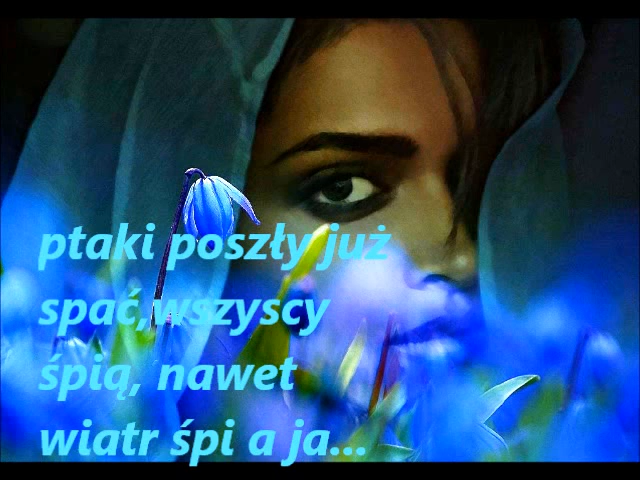 ptaki poszły już
spać,wszyscy
śpią, nawet
wiatr śpi a ja...